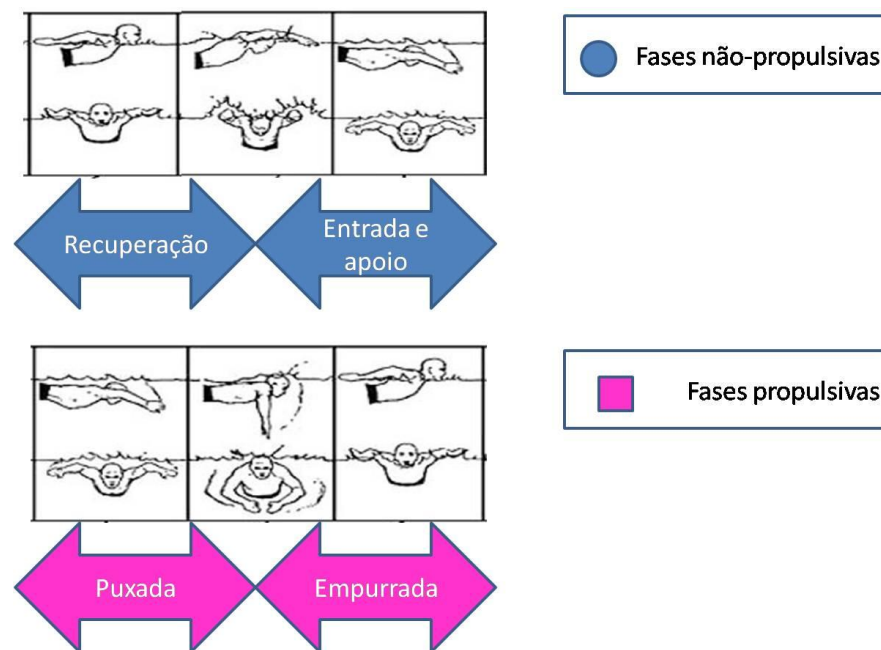 Fases não-propulsivas
Recuperação
Entrada e
apoio
Fases propulsivas
Puxada
Empurrada